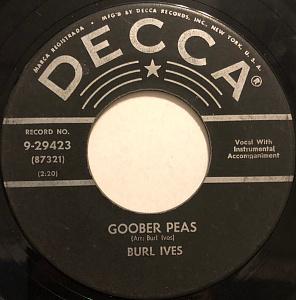 MARCA REGISTRADA • MF'G BY DECCA RECORDS, INC., NEW YORK, U.S.A.
DECCA®
RECORD NO.
9-29423
(87321)
(2:20)
Vocal With
Instrumental
Accompaniment
GOOBER PEAS
(Arr: Burl Ives)
BURL IVES